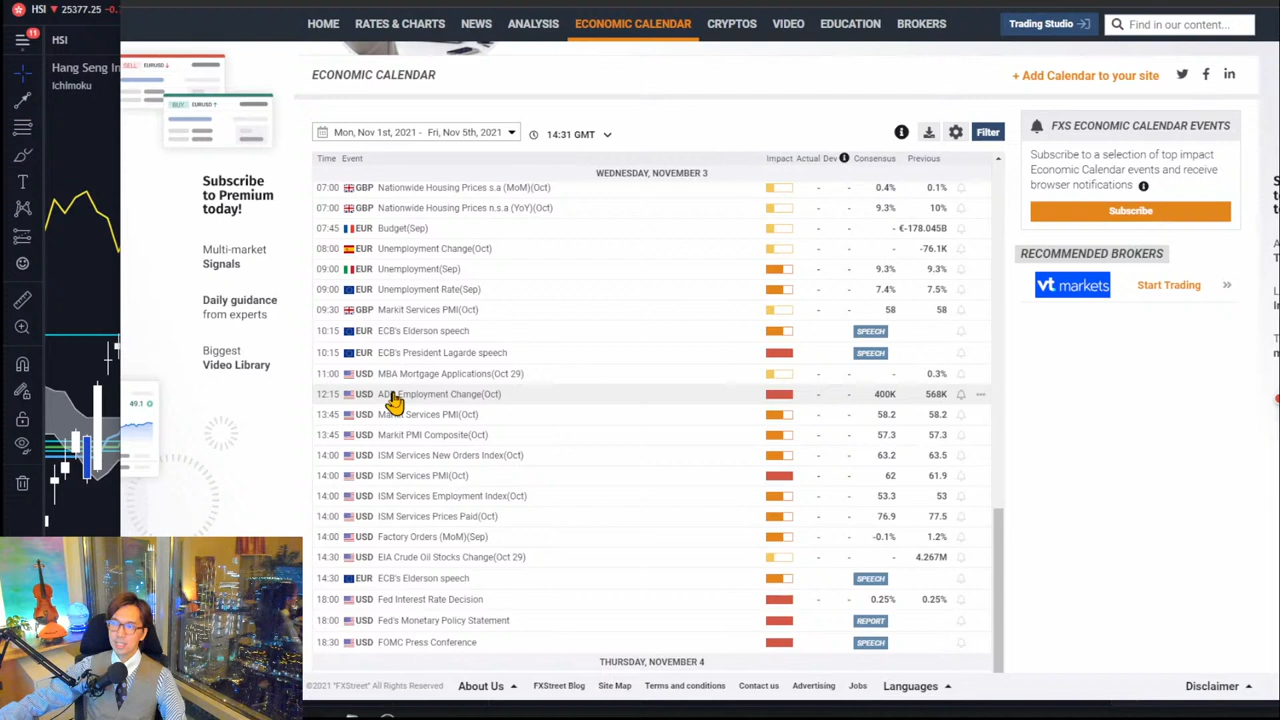 HSI ▼ 25377.25
HOME RATES & CHARTS NEWS ANALYSIS ECONOMIC CALENDAR CRYPTOS VIDEO EDUCATION BROKERS Trading Studio Find in our content...
11
HSI
Hang Seng In
Ichimoku
SELL EURUSD
BUY EURUSD
ECONOMIC CALENDAR
+ Add Calendar to your site
Mon, Nov 1st, 2021 - Fri, Nov 5th, 2021 14:31 GMT Filter
Time Event Impact Actual Dev Consensus Previous
WEDNESDAY, NOVEMBER 3
07:00 GBP Nationwide Housing Prices s.a (MoM)(Oct) - - 0.4% 0.1%
07:00 GBP Nationwide Housing Prices n.s.a (YoY)(Oct) - - 9.3% 10%
07:45 EUR Budget(Sep) - - - €-178.045B
08:00 EUR Unemployment Change(Oct) - - - -76.1K
09:00 EUR Unemployment(Sep) - - 9.3% 9.3%
09:00 EUR Unemployment Rate(Sep) - - 7.4% 7.5%
09:30 GBP Markit Services PMI(Oct) - - 58 58
10:15 EUR ECB's Elderson speech SPEECH
10:15 EUR ECB's President Lagarde speech SPEECH
11:00 USD MBA Mortgage Applications(Oct 29) - - - 0.3%
12:15 USD Employment Change(Oct) - - 400K 568K
13:45 USD Services PMI(Oct) - - 58.2 58.2
13:45 USD Markit PMI Composite(Oct) - - 57.3 57.3
14:00 USD ISM Services New Orders Index(Oct) - - 63.2 63.5
14:00 USD ISM Services PMI(Oct) - - 62 61.9
14:00 USD ISM Services Employment Index(Oct) - - 53.3 53
14:00 USD ISM Services Prices Paid(Oct) - - 76.9 77.5
14:00 USD Factory Orders (MoM)(Sep) - - -0.1% 1.2%
14:30 USD EIA Crude Oil Stocks Change(Oct 29) - - - 4.267M
14:30 EUR ECB's Elderson speech SPEECH
18:00 USD Fed Interest Rate Decision - - 0.25% 0.25%
18:00 USD Fed's Monetary Policy Statement REPORT
18:30 USD FOMC Press Conference SPEECH
THURSDAY, NOVEMBER 4
Subscribe
to Premium
today!
Multi-market
Signals
Daily guidance
from experts
Biggest
Video Library
49.1
FXS ECONOMIC CALENDAR EVENTS
Subscribe to a selection of top impact
Economic Calendar events and receive
browser notifications
Subscribe
RECOMMENDED BROKERS
vt markets Start Trading
©2021 "FXStreet" All Rights Reserved About Us FXStreet Blog Site Map Terms and conditions Contact us Advertising Jobs Languages Disclaimer